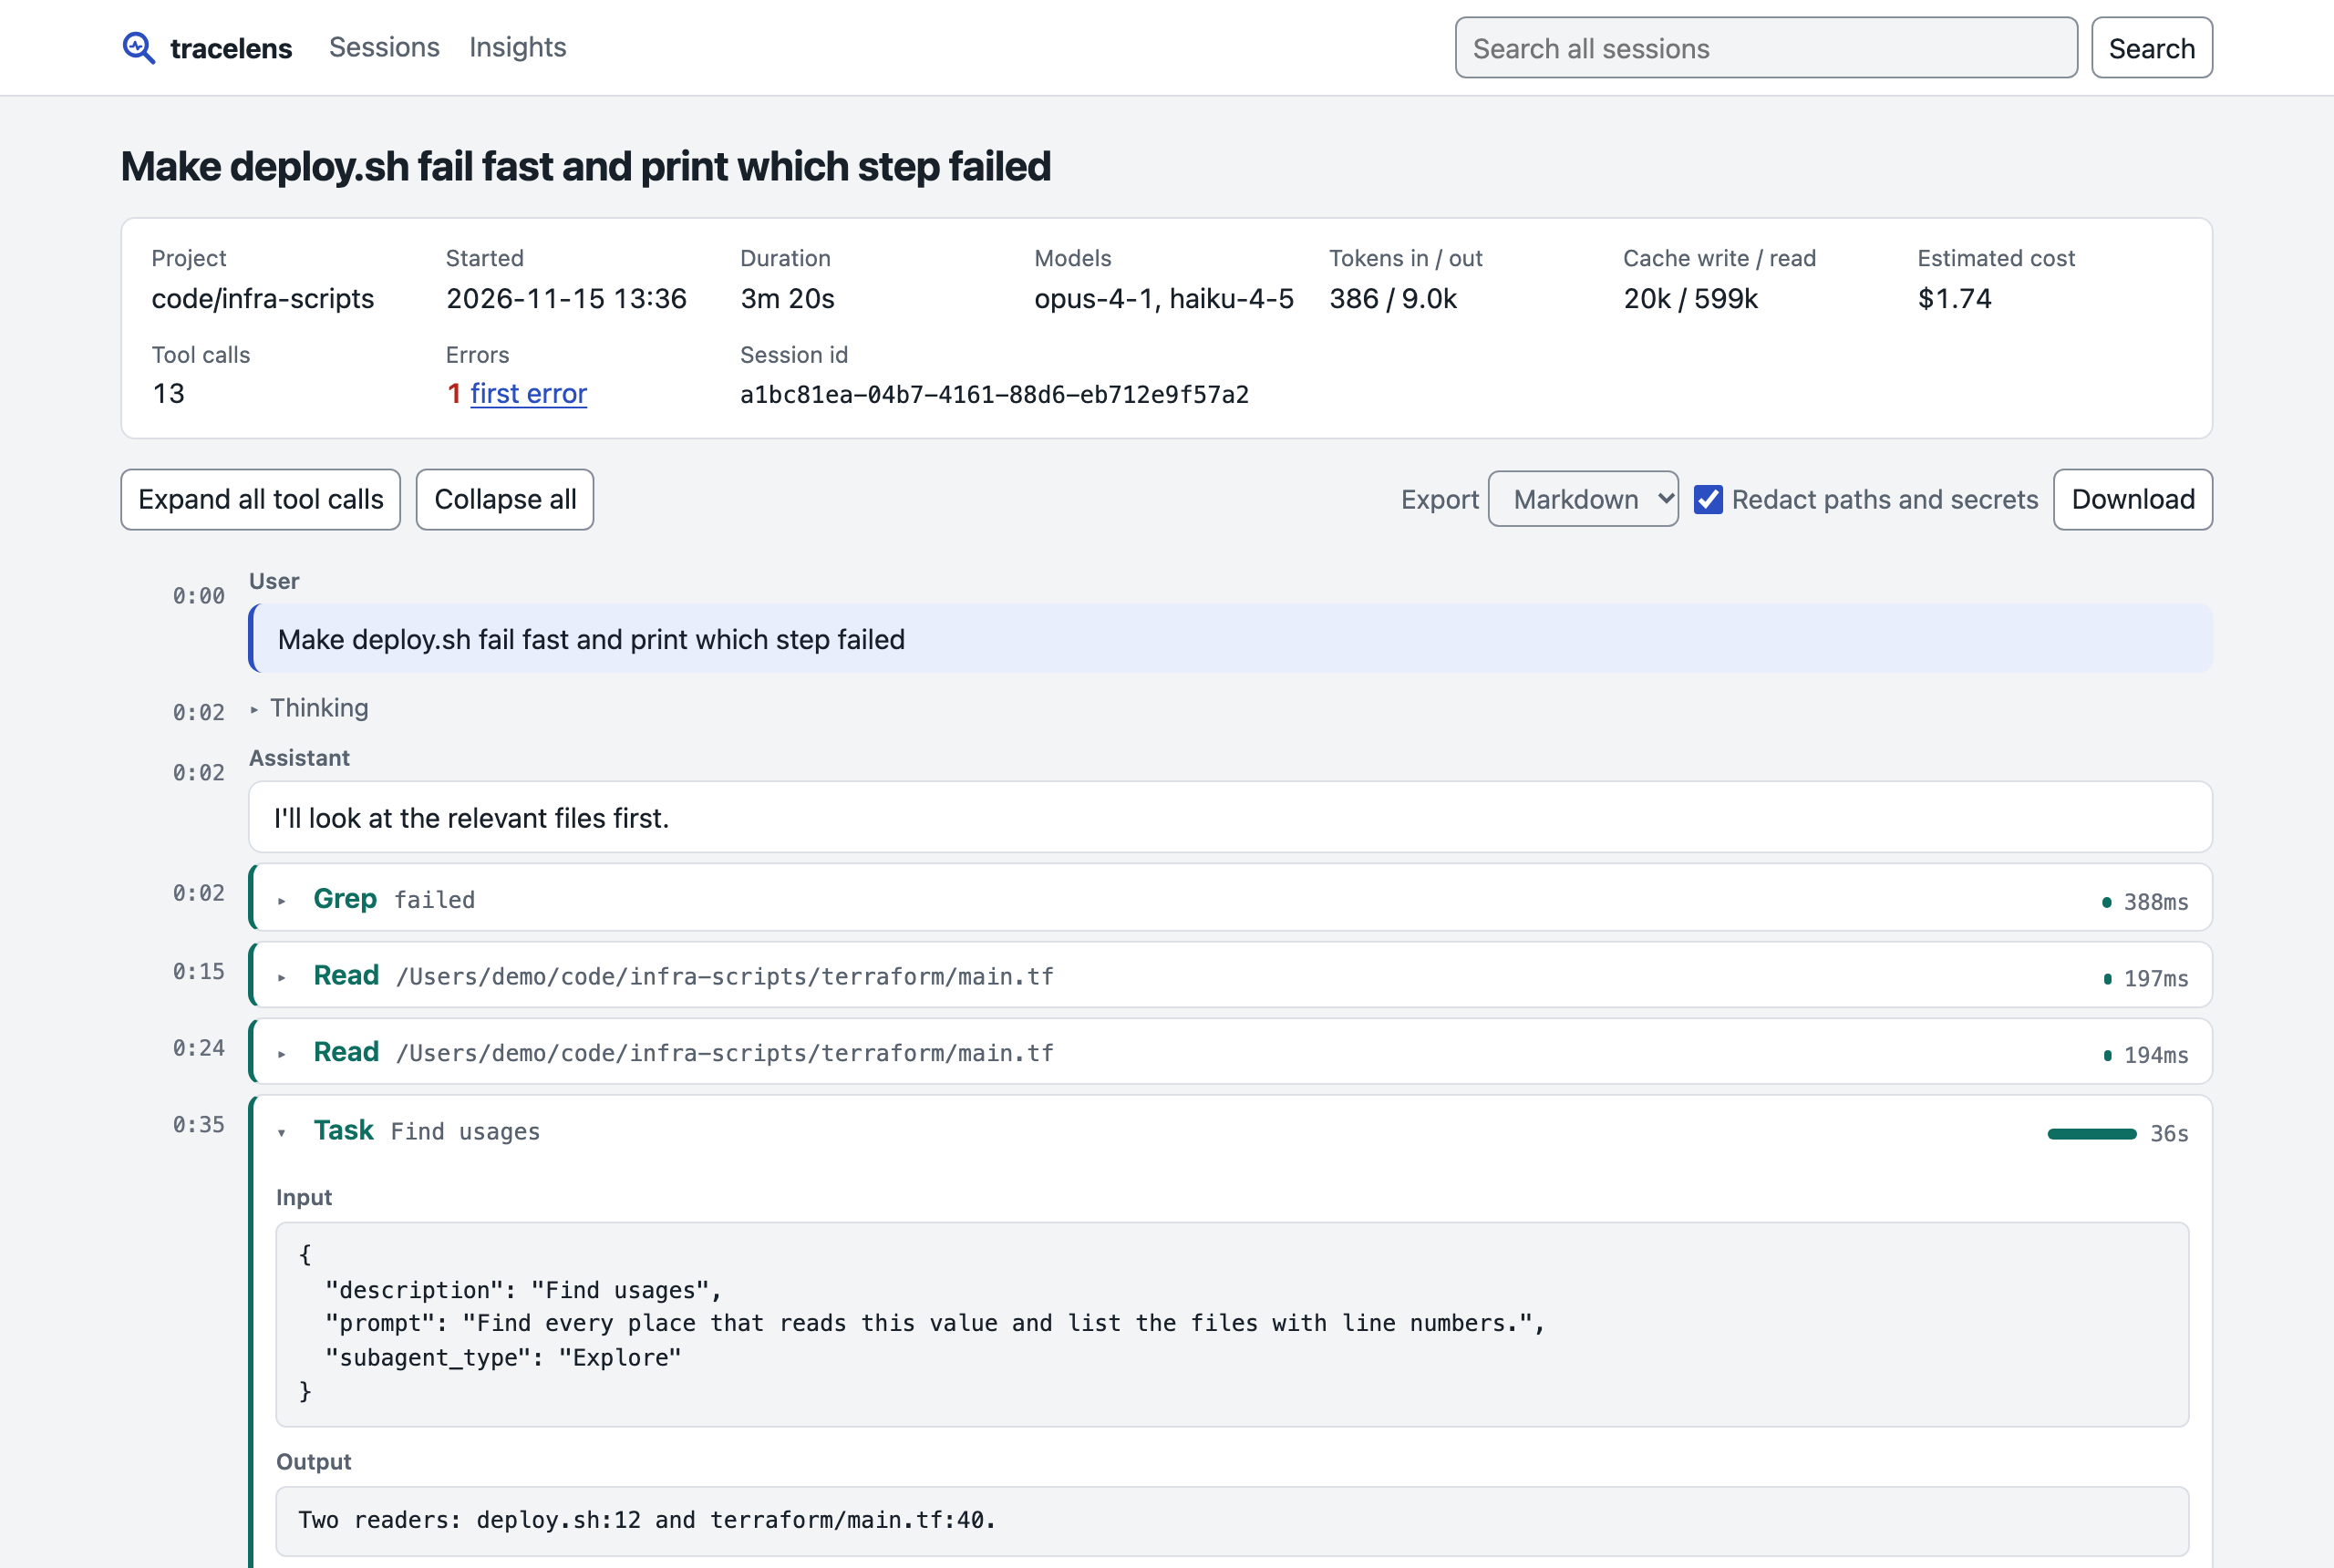 tracelens Sessions Insights Search all sessions Search
Make deploy.sh fail fast and print which step failed
Project Started Duration Models Tokens in / out Cache write / read Estimated cost
code/infra-scripts 2026-11-15 13:36 3m 20s opus-4-1, haiku-4-5 386 / 9.0k 20k / 599k $1.74
Tool calls Errors Session id
13 1 first error a1bc81ea-04b7-4161-88d6-eb712e9f57a2
Expand all tool calls Collapse all Export Markdown Redact paths and secrets Download
User
0:00
Make deploy.sh fail fast and print which step failed
0:02 Thinking
Assistant
0:02
I'll look at the relevant files first.
0:02 Grep failed 388ms
0:15 Read /Users/demo/code/infra-scripts/terraform/main.tf 197ms
0:24 Read /Users/demo/code/infra-scripts/terraform/main.tf 194ms
0:35 Task Find usages 36s
Input
{
"description": "Find usages",
"prompt": "Find every place that reads this value and list the files with line numbers.",
"subagent_type": "Explore"
}
Output
Two readers: deploy.sh:12 and terraform/main.tf:40.